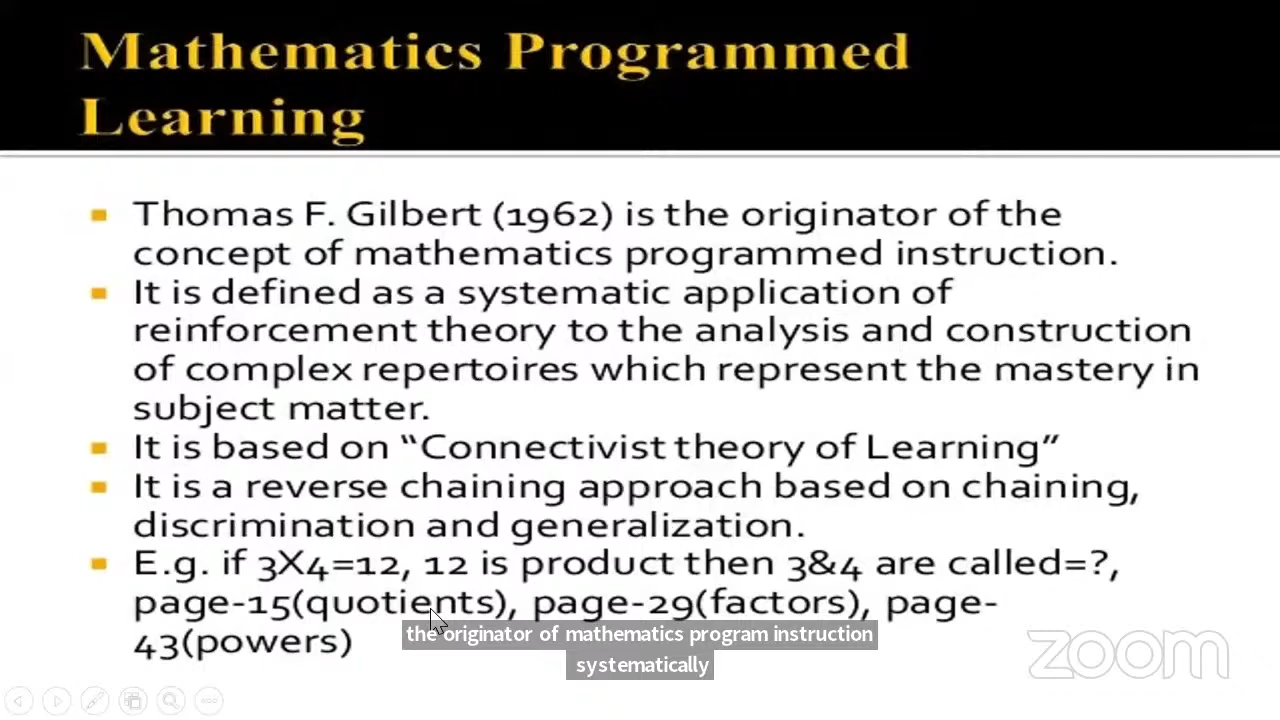 Mathematics Programmed
Learning
Thomas F. Gilbert (1962) is the originator of the
concept of mathematics programmed instruction.
It is defined as a systematic application of
reinforcement theory to the analysis and construction
of complex repertoires which represent the mastery in
subject matter.
It is based on “Connectivist theory of Learning”
It is a reverse chaining approach based on chaining,
discrimination and generalization.
E.g. if 3X4=12, 12 is product then 3&4 are called=?,
page-15(quotients), page-29(factors), page-
43(powers)
the originator of mathematics program instruction
systematically
zoom